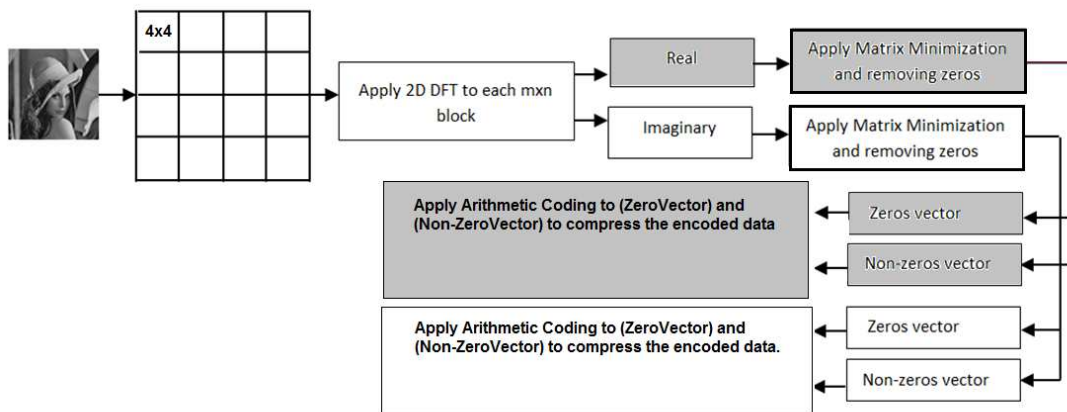 4x4
Apply 2D DFT to each mxn
block
Real
Imaginary
Apply Matrix Minimization
and removing zeros
Apply Matrix Minimization
and removing zeros
Apply Arithmetic Coding to (ZeroVector) and
(Non-ZeroVector) to compress the encoded data
Zeros vector
Non-zeros vector
Apply Arithmetic Coding to (ZeroVector) and
(Non-ZeroVector) to compress the encoded data.
Zeros vector
Non-zeros vector